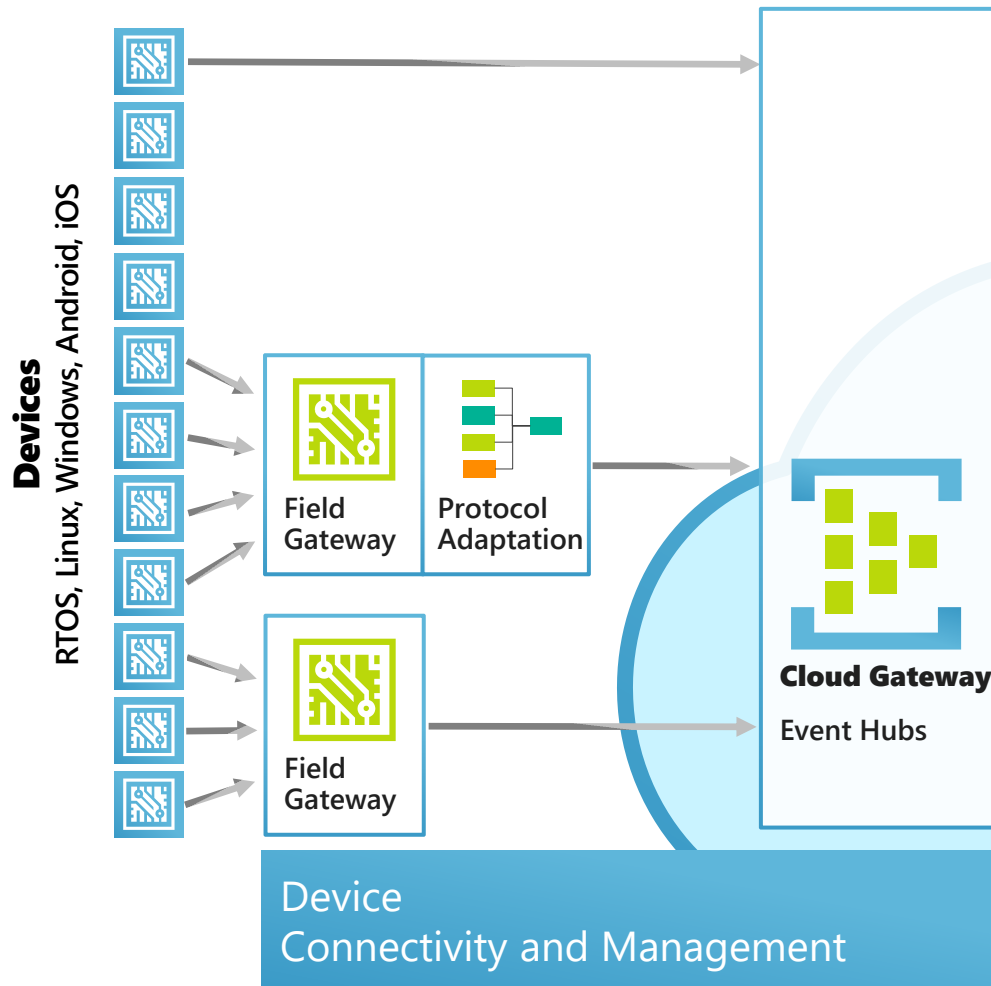 Devices
RTOS, Linux, Windows, Android, iOS
Field
Gateway
Protocol
Adaptation
Field
Gateway
Cloud Gateway
Event Hubs
Device
Connectivity and Management